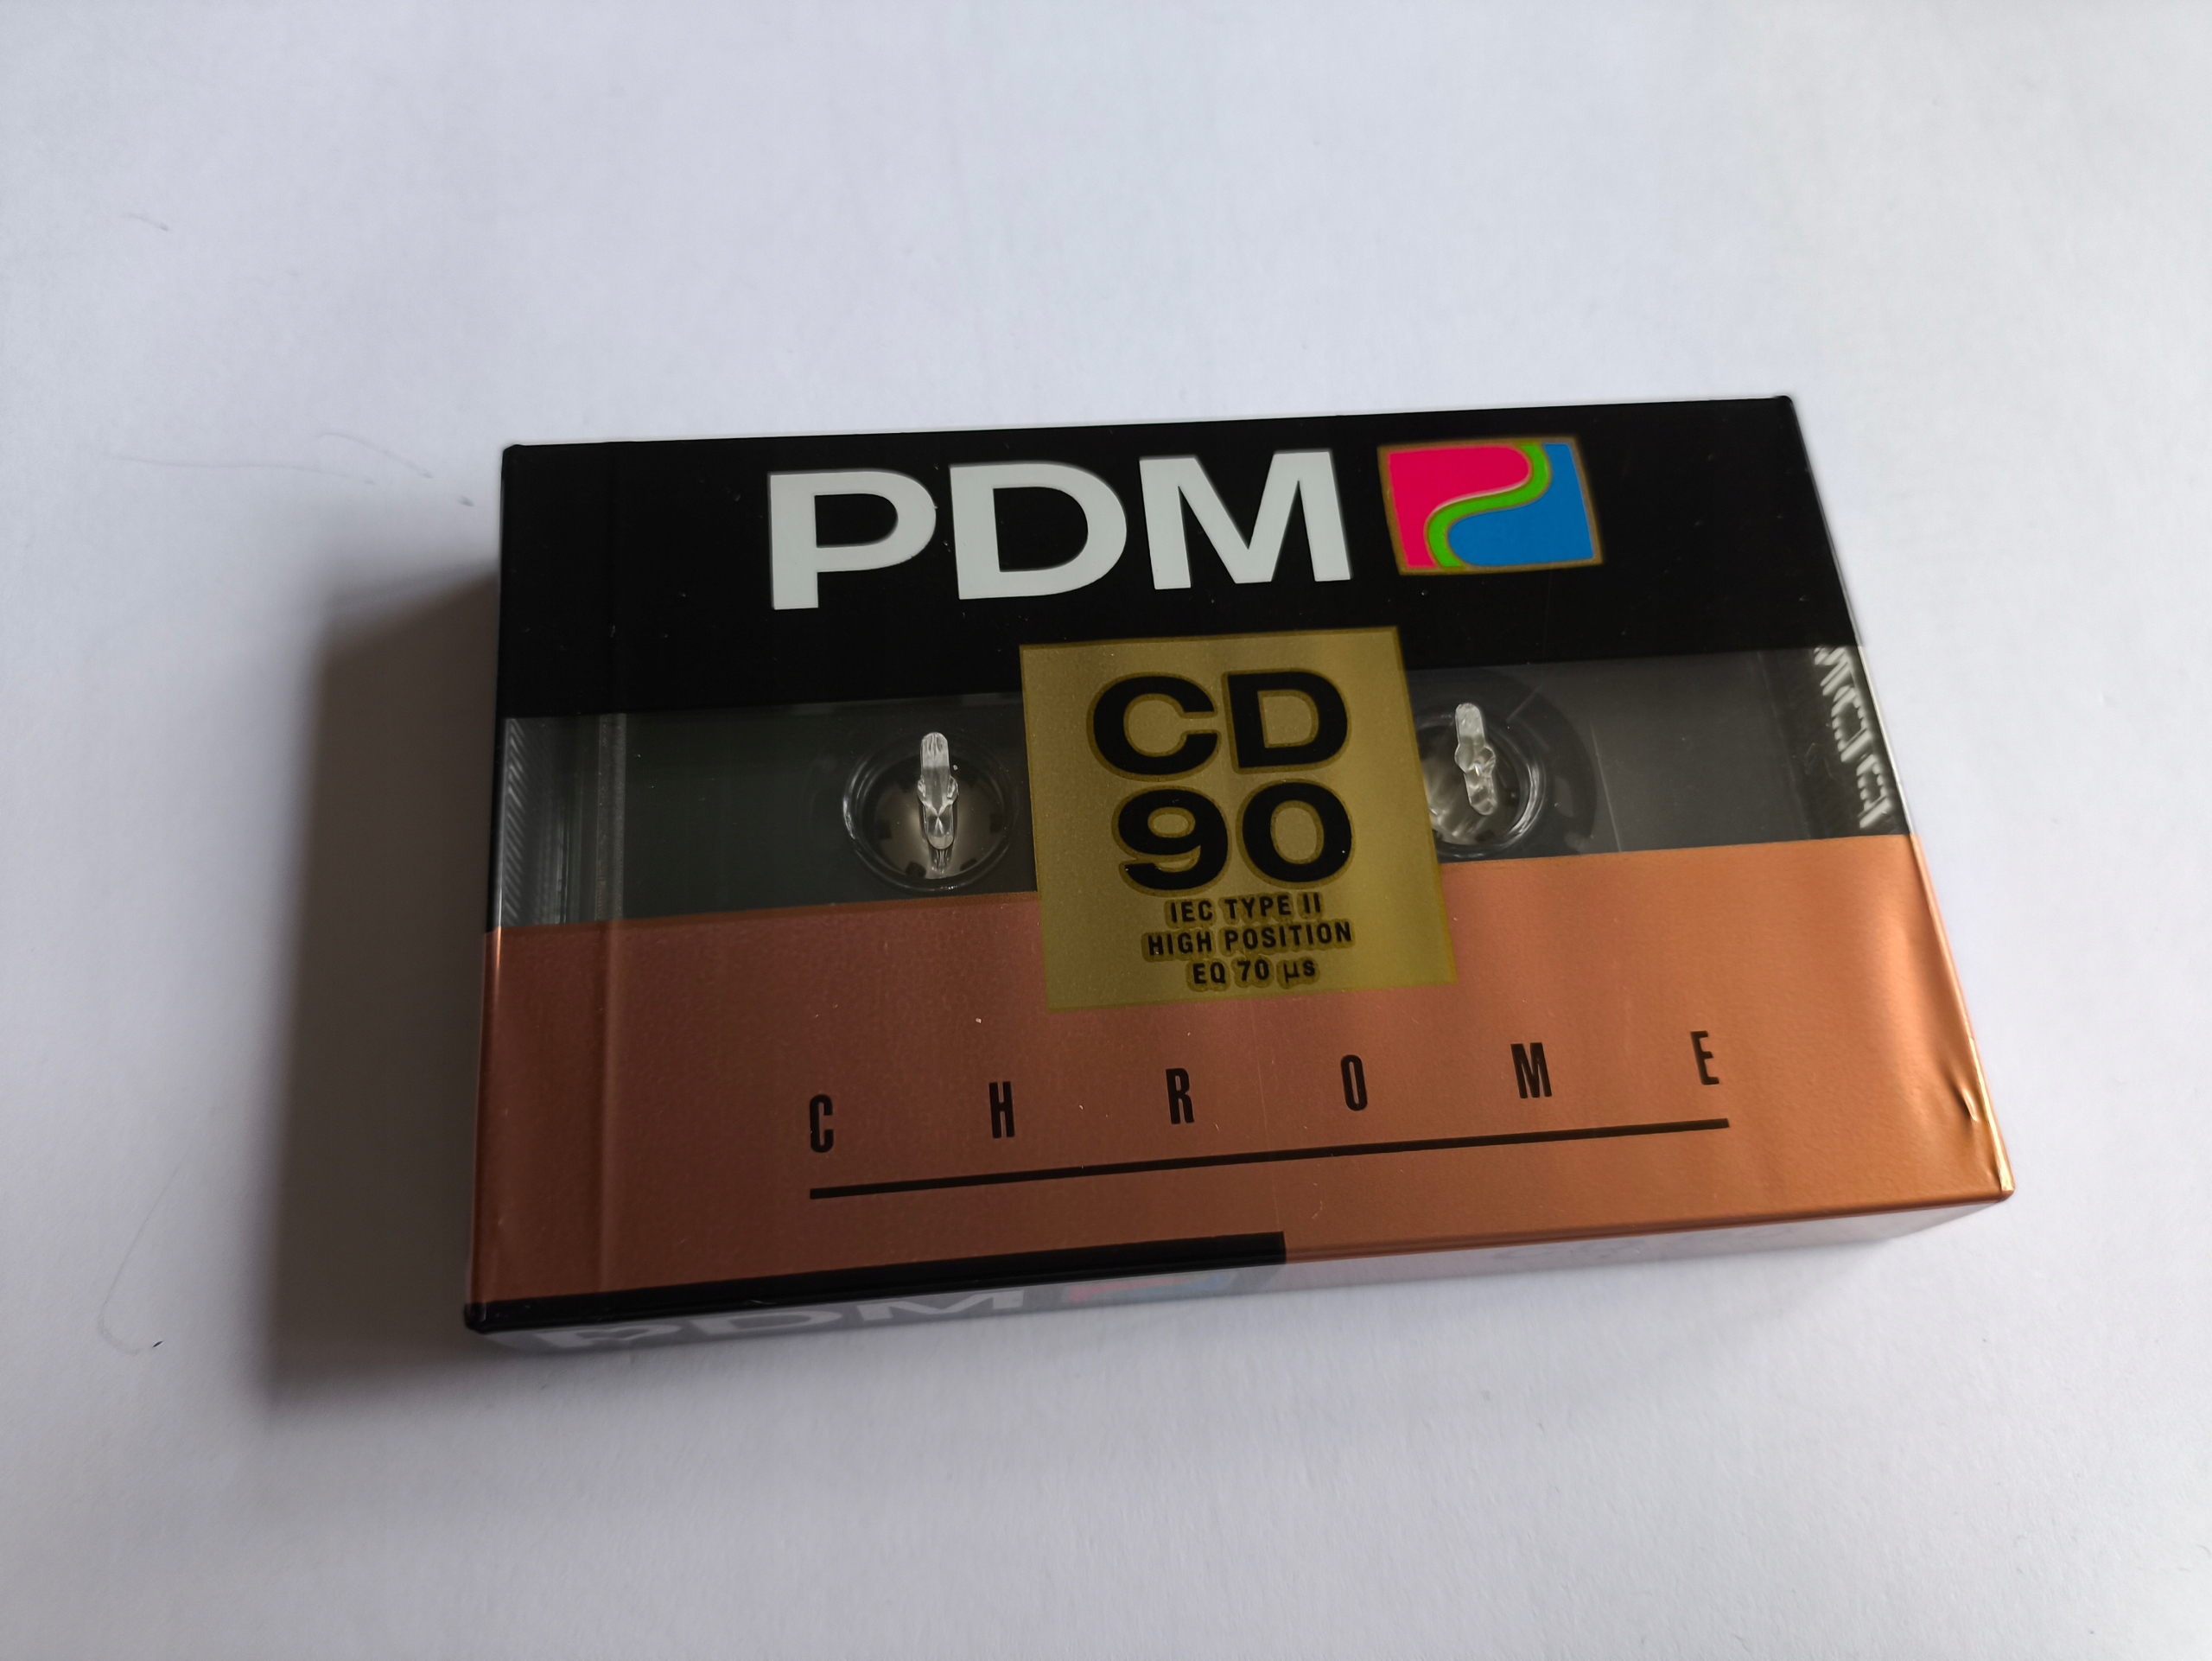 PDM
CD
90
IEC TYPE II
HIGH POSITION
EQ 70 µs
CHROME
PDM